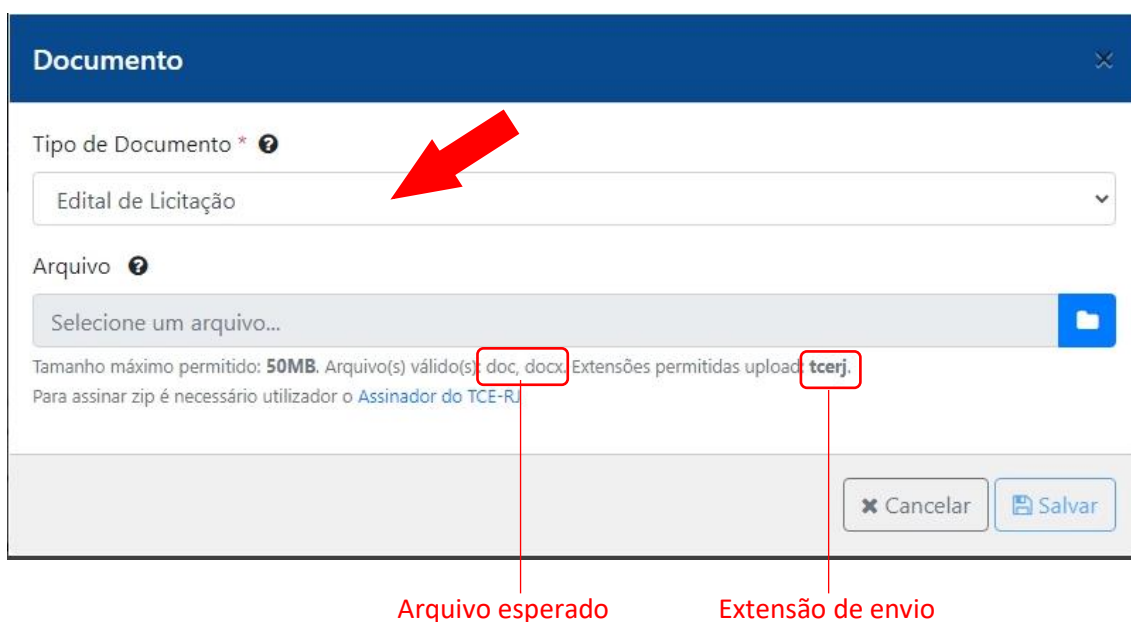 Documento
Tipo de Documento *
Edital de Licitação
Arquivo
Selecione um arquivo...
Tamanho máximo permitido: 50MB. Arquivo(s) válido(s): doc, docx. Extensões permitidas upload: tcerj.
Para assinar zip é necessário utilizador o Assinador do TCE-RJ
Cancelar Salvar
Arquivo esperado Extensão de envio